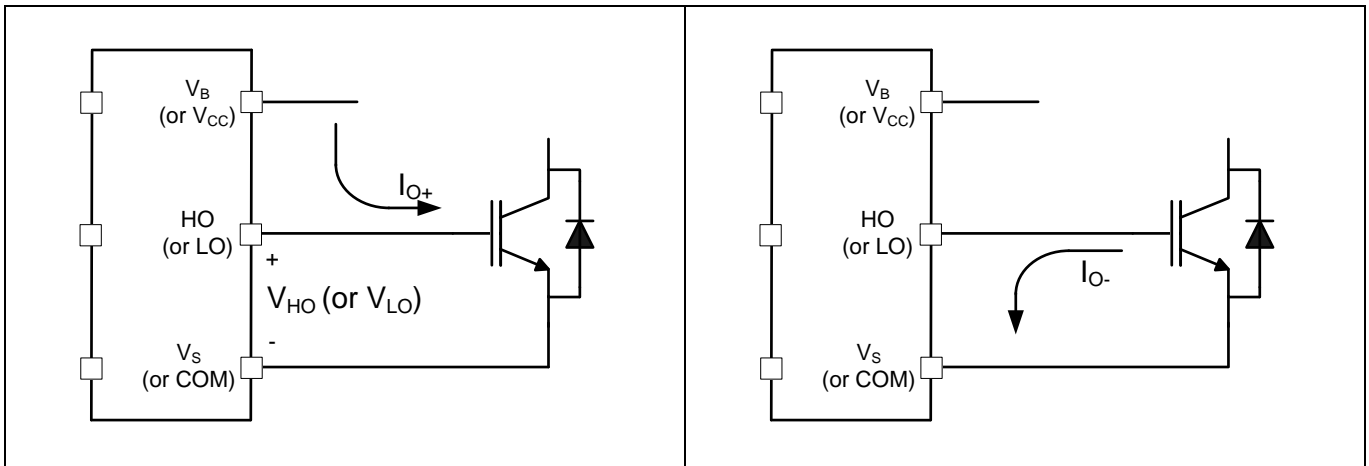 V_B
(or V_CC)
I_O+
HO
(or LO)
+
V_HO (or V_LO)
-
V_S
(or COM)
V_B
(or V_CC)
HO
(or LO)
I_O-
V_S
(or COM)